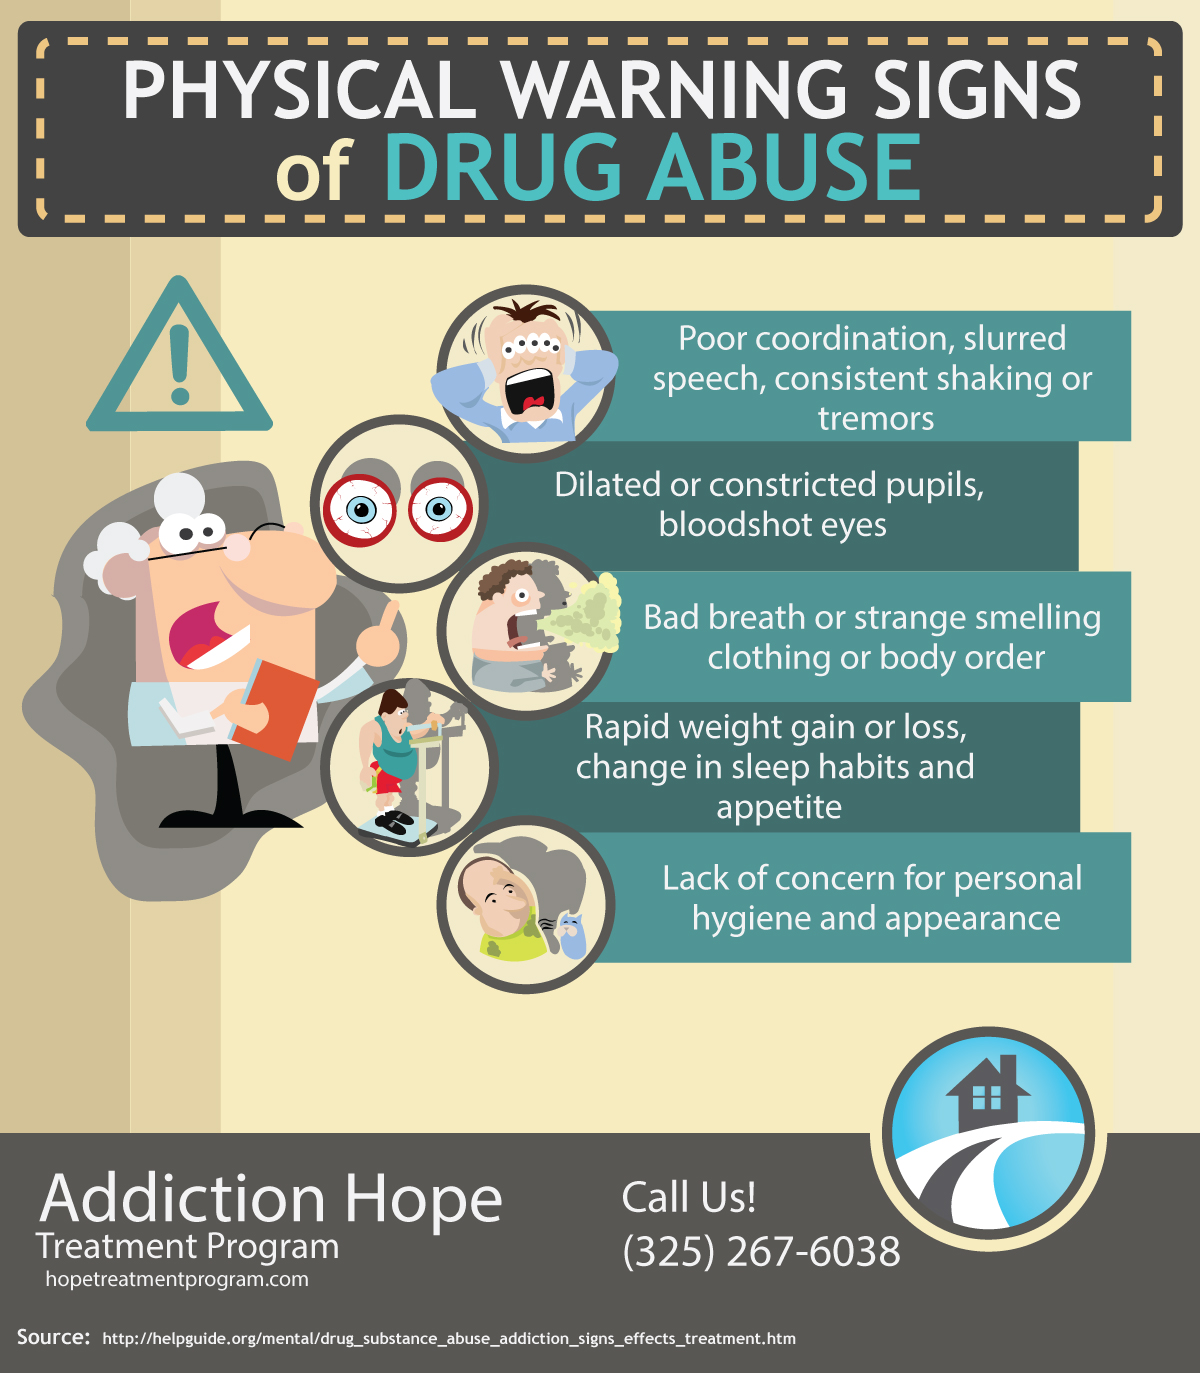 PHYSICAL WARNING SIGNS
of DRUG ABUSE
Poor coordination, slurred
speech, consistent shaking or
tremors
Dilated or constricted pupils,
bloodshot eyes
Bad breath or strange smelling
clothing or body order
Rapid weight gain or loss,
change in sleep habits and
appetite
Lack of concern for personal
hygiene and appearance
Addiction Hope
Treatment Program
hopetreatmentprogram.com
Call Us!
(325) 267-6038
Source: http://helpguide.org/mental/drug_substance_abuse_addiction_signs_effects_treatment.htm